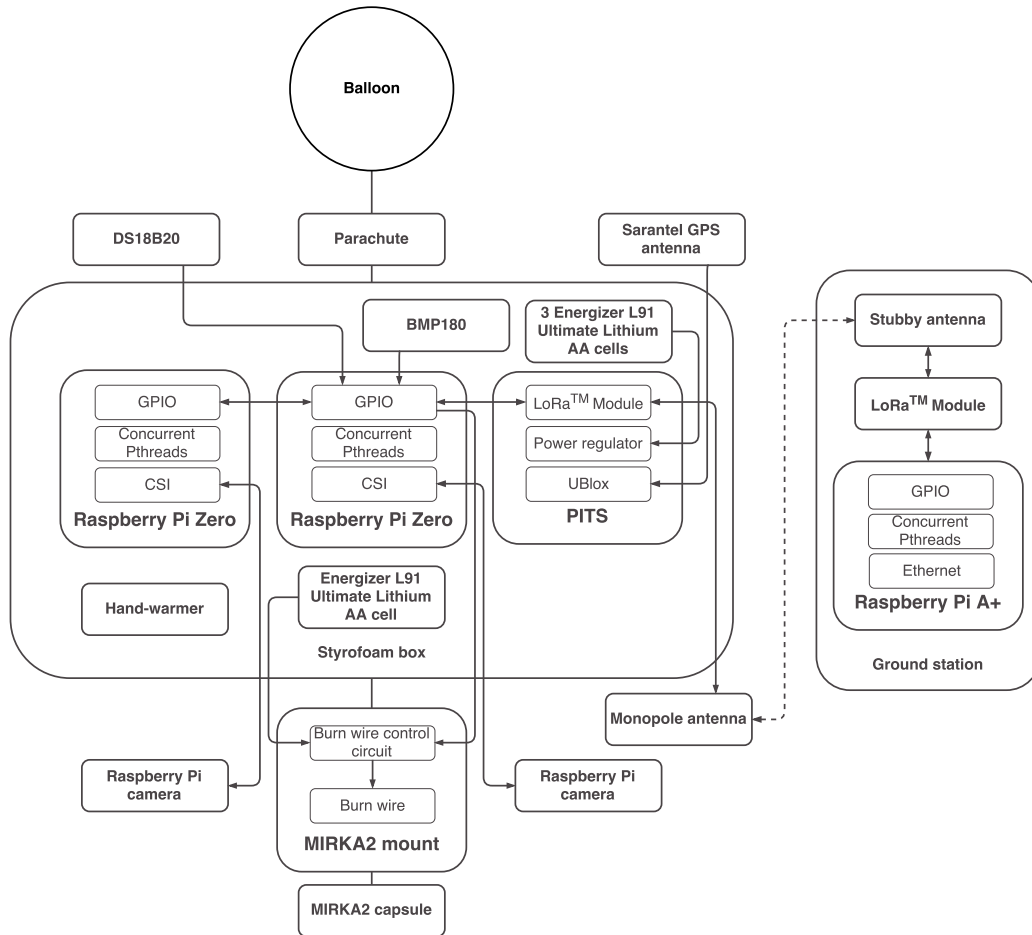 Balloon
DS18B20
Parachute
Sarantel GPS
antenna
BMP180
3 Energizer L91
Ultimate Lithium
AA cells
Stubby antenna
LoRa™ Module
GPIO
Concurrent
Pthreads
CSI
Raspberry Pi Zero
GPIO
Concurrent
Pthreads
CSI
Raspberry Pi Zero
LoRa™ Module
Power regulator
UBlox
PITS
GPIO
Concurrent
Pthreads
Ethernet
Raspberry Pi A+
Ground station
Hand-warmer
Energizer L91
Ultimate Lithium
AA cell
Styrofoam box
Monopole antenna
Burn wire control
circuit
Burn wire
MIRKA2 mount
Raspberry Pi
camera
Raspberry Pi
camera
MIRKA2 capsule